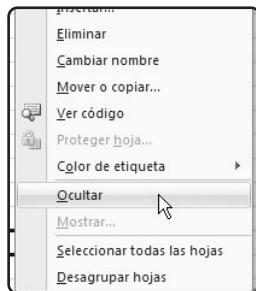 Insertar...
Eliminar
Cambiar nombre
Mover o copiar...
Ver código
Proteger hoja...
Color de etiqueta
Ocultar
Mostrar...
Seleccionar todas las hojas
Desagrupar hojas